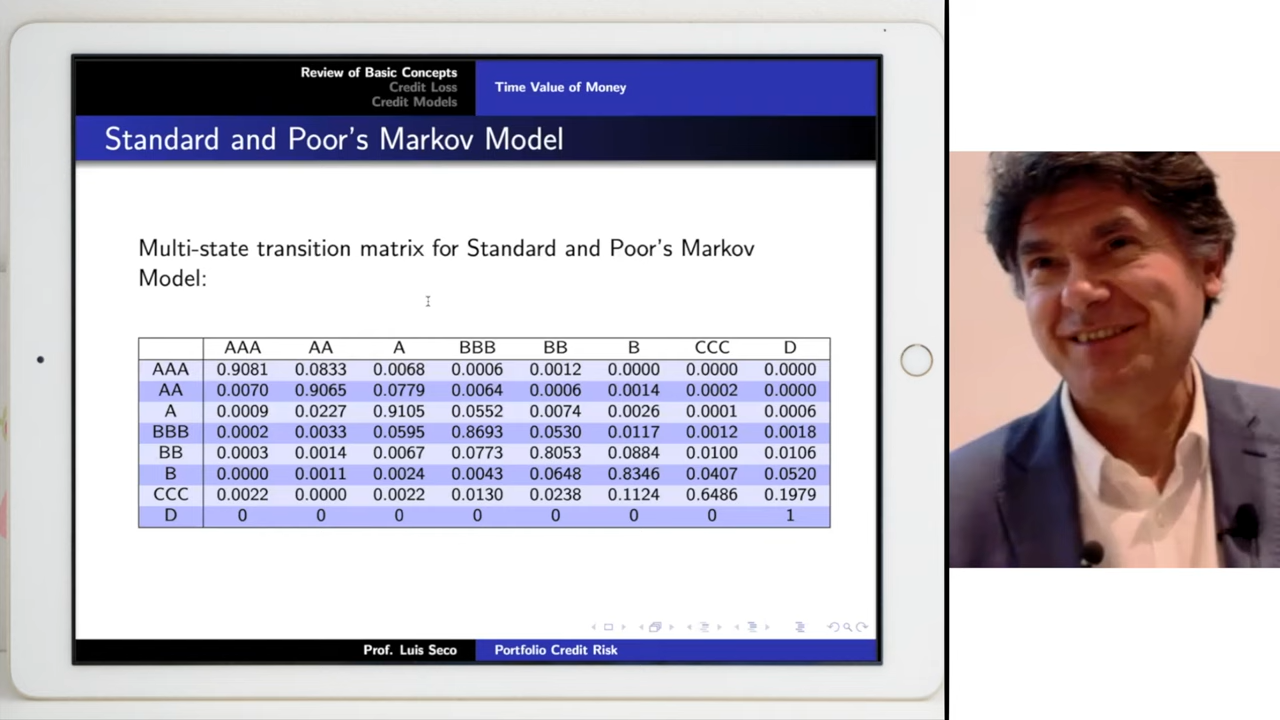 Review of Basic Concepts
Credit Loss
Credit Models
Time Value of Money
Standard and Poor's Markov Model
Multi-state transition matrix for Standard and Poor's Markov
Model:
AAA AA A BBB BB B CCC D
AAA 0.9081 0.0833 0.0068 0.0006 0.0012 0.0000 0.0000 0.0000
AA 0.0070 0.9065 0.0779 0.0064 0.0006 0.0014 0.0002 0.0000
A 0.0009 0.0227 0.9105 0.0552 0.0074 0.0026 0.0001 0.0006
BBB 0.0002 0.0033 0.0595 0.8693 0.0530 0.0117 0.0012 0.0018
BB 0.0003 0.0014 0.0067 0.0773 0.8053 0.0884 0.0100 0.0106
B 0.0000 0.0011 0.0024 0.0043 0.0648 0.8346 0.0407 0.0520
CCC 0.0022 0.0000 0.0022 0.0130 0.0238 0.1124 0.6486 0.1979
D 0 0 0 0 0 0 0 1
Prof. Luis Seco
Portfolio Credit Risk